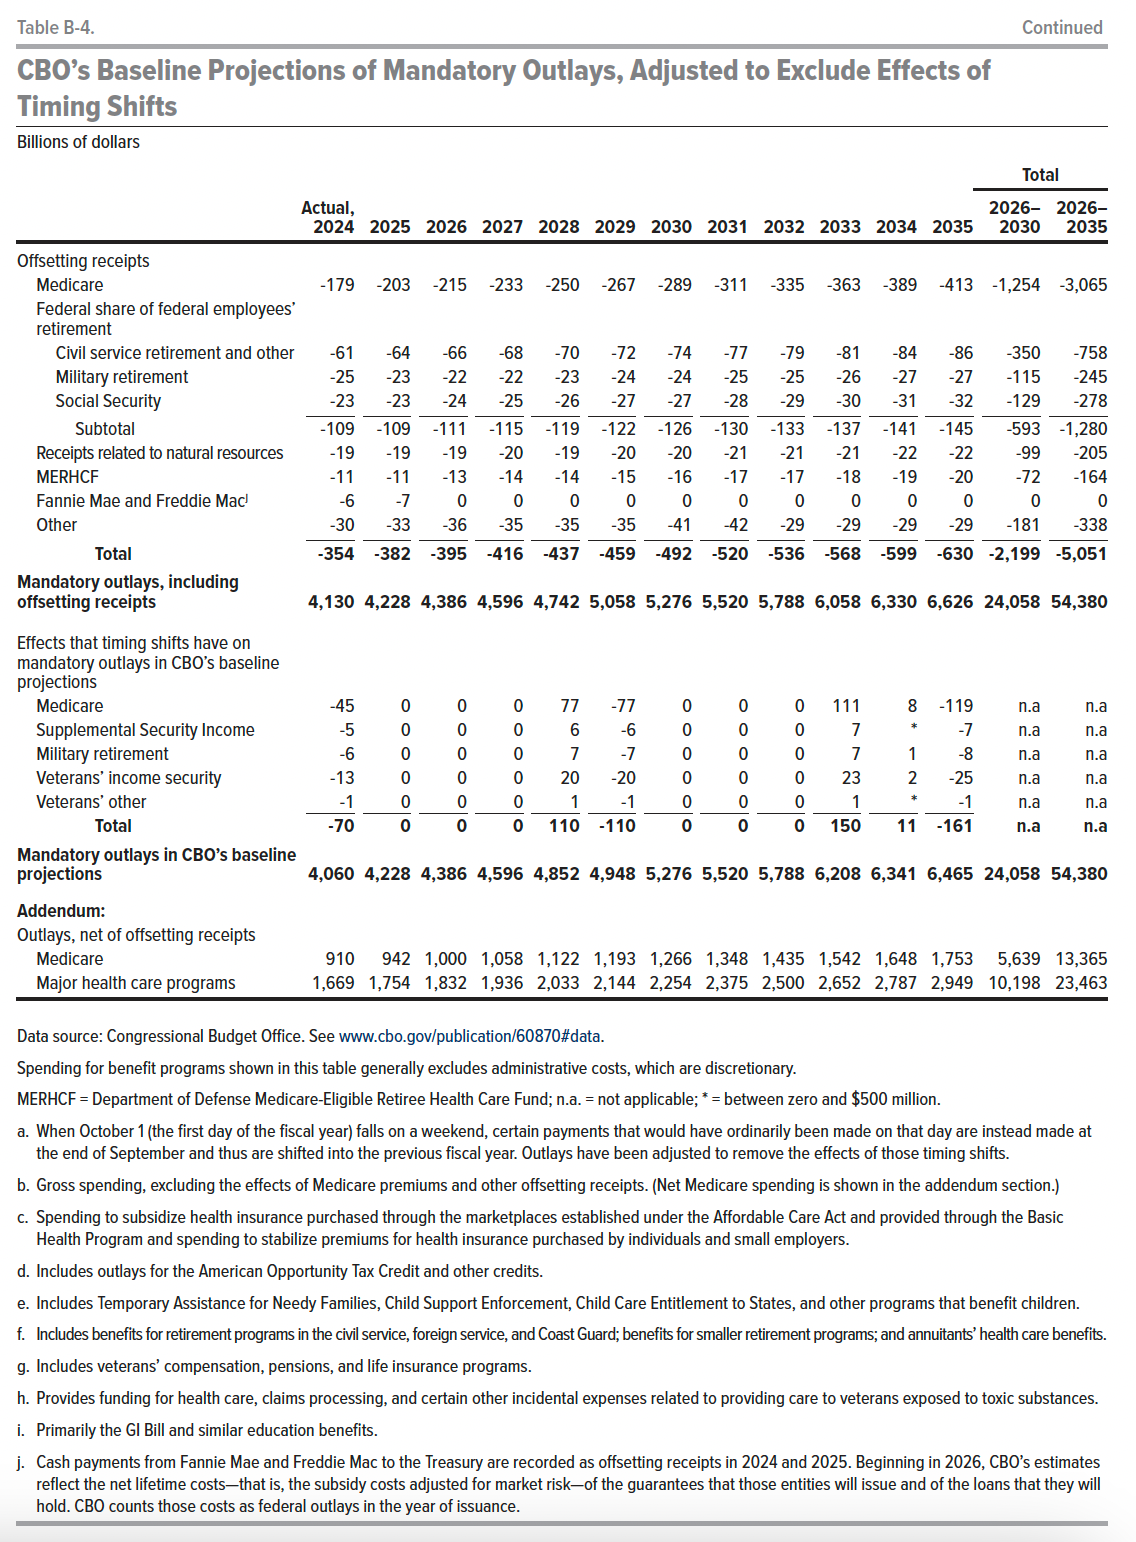 Table B-4. Continued
CBO’s Baseline Projections of Mandatory Outlays, Adjusted to Exclude Effects of
Timing Shifts
Billions of dollars
Total
Actual, 2026– 2026–
2024 2025 2026 2027 2028 2029 2030 2031 2032 2033 2034 2035 2030 2035
Offsetting receipts
Medicare -179 -203 -215 -233 -250 -267 -289 -311 -335 -363 -389 -413 -1,254 -3,065
Federal share of federal employees’
retirement
Civil service retirement and other -61 -64 -66 -68 -70 -72 -74 -77 -79 -81 -84 -86 -350 -758
Military retirement -25 -23 -22 -22 -23 -24 -24 -25 -25 -26 -27 -27 -115 -245
Social Security -23 -23 -24 -25 -26 -27 -27 -28 -29 -30 -31 -32 -129 -278
Subtotal -109 -109 -111 -115 -119 -122 -126 -130 -133 -137 -141 -145 -593 -1,280
Receipts related to natural resources -19 -19 -19 -20 -19 -20 -20 -21 -21 -21 -22 -22 -99 -205
MERHCF -11 -11 -13 -14 -14 -15 -16 -17 -17 -18 -19 -20 -72 -164
Fannie Mae and Freddie Macʲ -6 -7 0 0 0 0 0 0 0 0 0 0 0 0
Other -30 -33 -36 -35 -35 -35 -41 -42 -29 -29 -29 -29 -181 -338
Total -354 -382 -395 -416 -437 -459 -492 -520 -536 -568 -599 -630 -2,199 -5,051
Mandatory outlays, including
offsetting receipts 4,130 4,228 4,386 4,596 4,742 5,058 5,276 5,520 5,788 6,058 6,330 6,626 24,058 54,380
Effects that timing shifts have on
mandatory outlays in CBO’s baseline
projections
Medicare -45 0 0 0 77 -77 0 0 0 111 8 -119 n.a n.a
Supplemental Security Income -5 0 0 0 6 -6 0 0 0 7 * -7 n.a n.a
Military retirement -6 0 0 0 7 -7 0 0 0 7 1 -8 n.a n.a
Veterans’ income security -13 0 0 0 20 -20 0 0 0 23 2 -25 n.a n.a
Veterans’ other -1 0 0 0 1 -1 0 0 0 1 * -1 n.a n.a
Total -70 0 0 0 110 -110 0 0 0 150 11 -161 n.a n.a
Mandatory outlays in CBO’s baseline
projections 4,060 4,228 4,386 4,596 4,852 4,948 5,276 5,520 5,788 6,208 6,341 6,465 24,058 54,380
Addendum:
Outlays, net of offsetting receipts
Medicare 910 942 1,000 1,058 1,122 1,193 1,266 1,348 1,435 1,542 1,648 1,753 5,639 13,365
Major health care programs 1,669 1,754 1,832 1,936 2,033 2,144 2,254 2,375 2,500 2,652 2,787 2,949 10,198 23,463
Data source: Congressional Budget Office. See www.cbo.gov/publication/60870#data.
Spending for benefit programs shown in this table generally excludes administrative costs, which are discretionary.
MERHCF = Department of Defense Medicare-Eligible Retiree Health Care Fund; n.a. = not applicable; * = between zero and $500 million.
a. When October 1 (the first day of the fiscal year) falls on a weekend, certain payments that would have ordinarily been made on that day are instead made at
the end of September and thus are shifted into the previous fiscal year. Outlays have been adjusted to remove the effects of those timing shifts.
b. Gross spending, excluding the effects of Medicare premiums and other offsetting receipts. (Net Medicare spending is shown in the addendum section.)
c. Spending to subsidize health insurance purchased through the marketplaces established under the Affordable Care Act and provided through the Basic
Health Program and spending to stabilize premiums for health insurance purchased by individuals and small employers.
d. Includes outlays for the American Opportunity Tax Credit and other credits.
e. Includes Temporary Assistance for Needy Families, Child Support Enforcement, Child Care Entitlement to States, and other programs that benefit children.
f. Includes benefits for retirement programs in the civil service, foreign service, and Coast Guard; benefits for smaller retirement programs; and annuitants’ health care benefits.
g. Includes veterans’ compensation, pensions, and life insurance programs.
h. Provides funding for health care, claims processing, and certain other incidental expenses related to providing care to veterans exposed to toxic substances.
i. Primarily the GI Bill and similar education benefits.
j. Cash payments from Fannie Mae and Freddie Mac to the Treasury are recorded as offsetting receipts in 2024 and 2025. Beginning in 2026, CBO’s estimates
reflect the net lifetime costs—that is, the subsidy costs adjusted for market risk—of the guarantees that those entities will issue and of the loans that they will
hold. CBO counts those costs as federal outlays in the year of issuance.